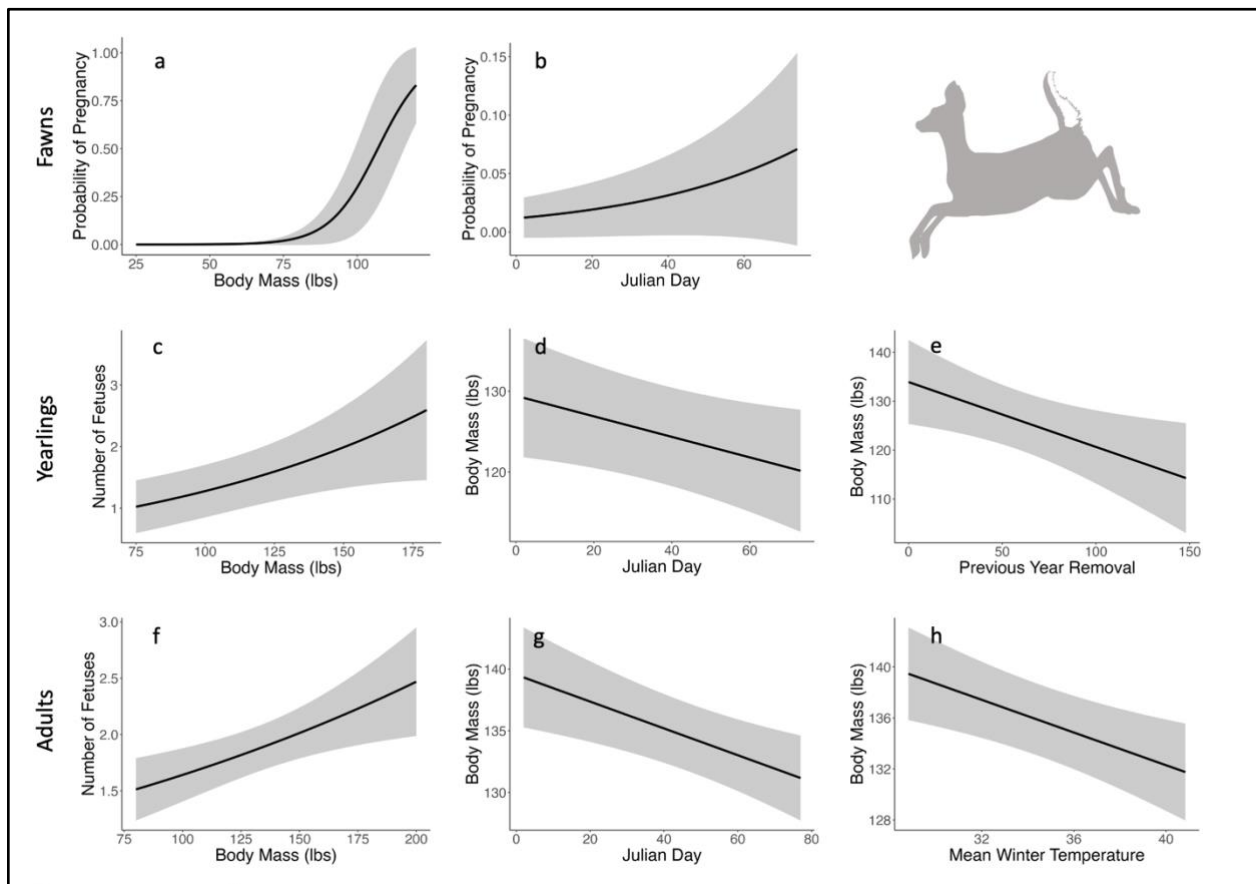 Fawns
a
Probability of Pregnancy
1.00
0.75
0.50
0.25
0.00
25 50 75 100
Body Mass (lbs)
b
Probability of Pregnancy
0.15
0.10
0.05
0.00
0 20 40 60
Julian Day
Yearlings
c
Number of Fetuses
3
2
1
75 100 125 150 175
Body Mass (lbs)
d
Body Mass (lbs)
130
120
0 20 40 60
Julian Day
e
Body Mass (lbs)
140
130
120
110
0 50 100 150
Previous Year Removal
Adults
f
Number of Fetuses
3.0
2.5
2.0
1.5
75 100 125 150 175 200
Body Mass (lbs)
g
Body Mass (lbs)
140
135
130
0 20 40 60 80
Julian Day
h
Body Mass (lbs)
140
136
132
128
32 36 40
Mean Winter Temperature